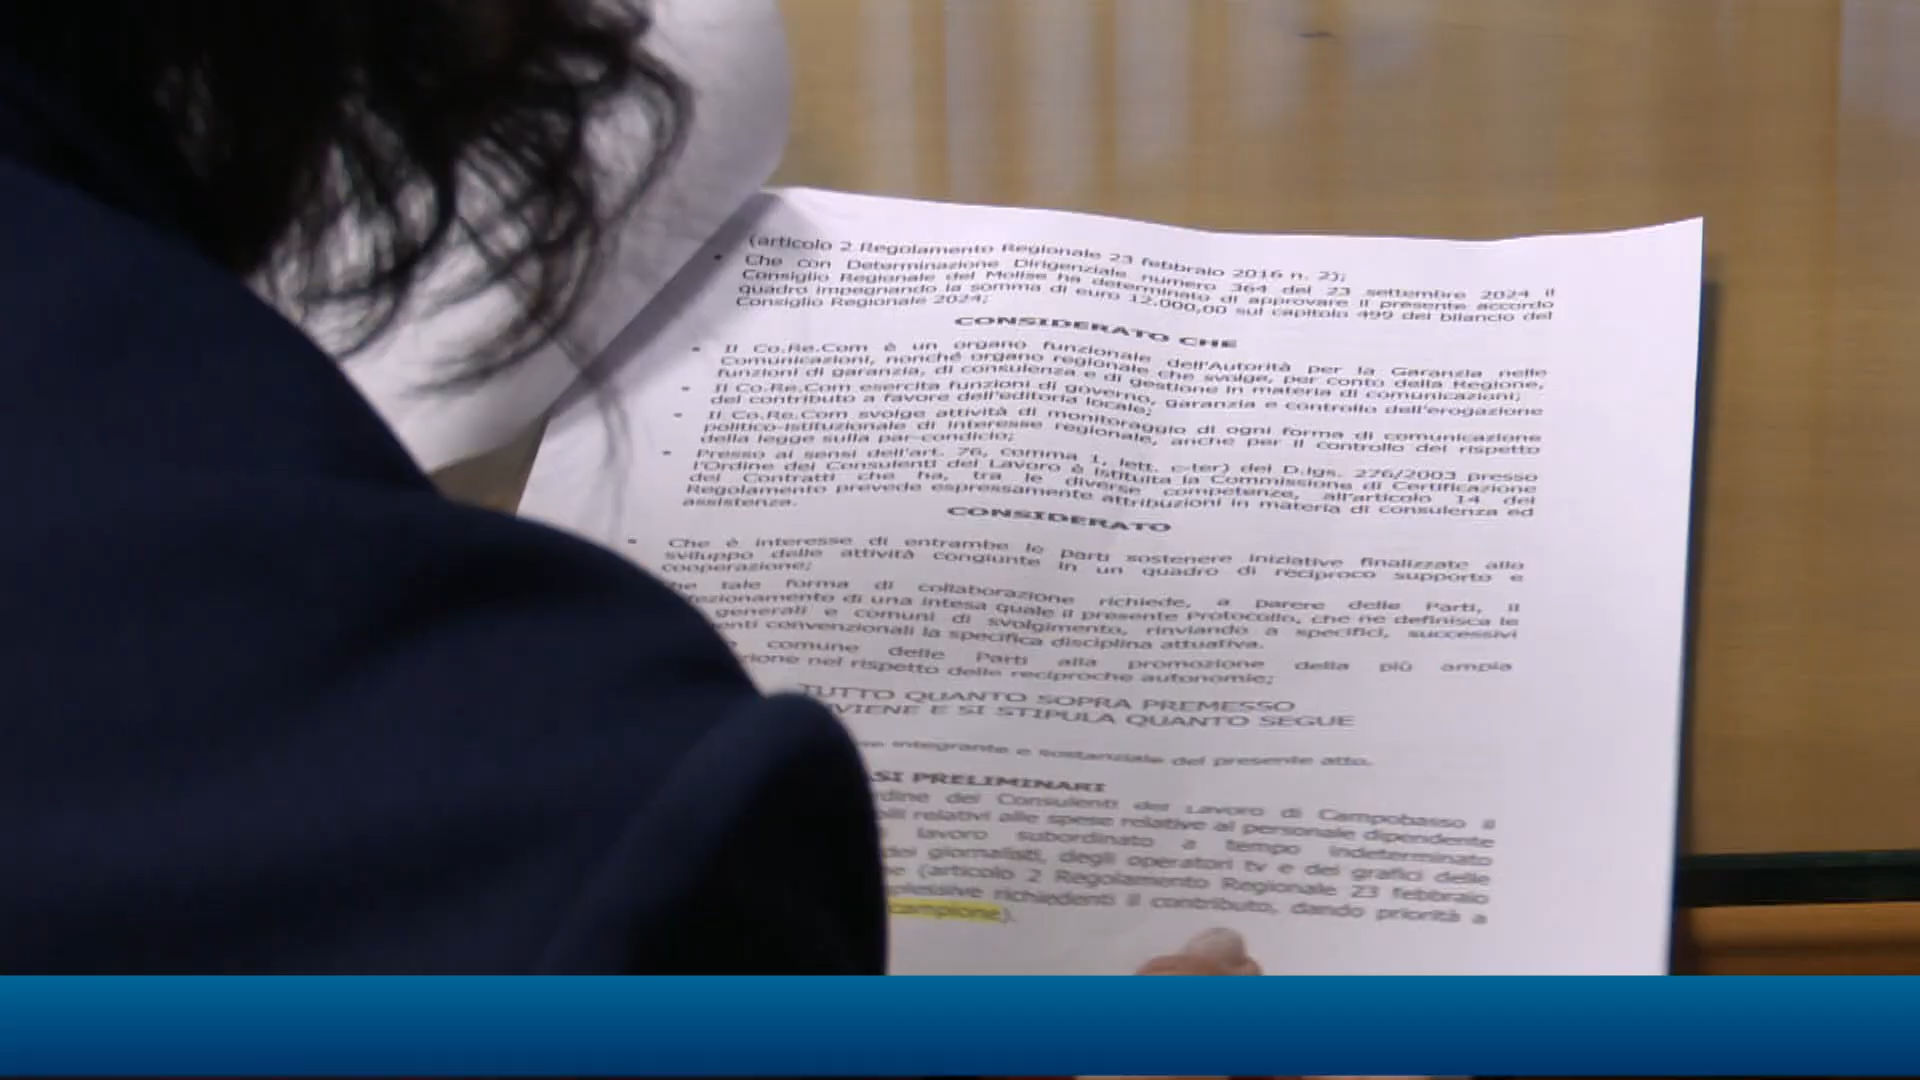 (articolo 2 Regolamento Regionale 23 febbraio 2016 n. 2);
• Che con Determinazione Dirigenziale numero 364 del 23 settembre 2024 il
Consiglio Regionale del Molise ha determinato di approvare il presente accordo
quadro impegnando la somma di euro 12.000,00 sul capitolo 499 del bilancio del
Consiglio Regionale 2024;
CONSIDERATO CHE
• Il Co.Re.Com è un organo funzionale dell'Autorità per la Garanzia nelle
Comunicazioni, nonché organo regionale che svolge, per conto della Regione,
funzioni di garanzia, di consulenza e di gestione in materia di comunicazioni;
• Il Co.Re.Com esercita funzioni di governo, garanzia e controllo dell'erogazione
del contributo a favore dell'editoria locale;
• Il Co.Re.Com svolge attività di monitoraggio di ogni forma di comunicazione
politico-istituzionale di interesse regionale, anche per il controllo del rispetto
della legge sulla par-condicio;
• Presso ai sensi dell'art. 76, comma 1, lett. c-ter) del D.lgs. 276/2003 presso
l'Ordine dei Consulenti del Lavoro è istituita la Commissione di Certificazione
dei Contratti che ha, tra le diverse competenze, all'articolo 14 del
Regolamento prevede espressamente attribuzioni in materia di consulenza ed
assistenza.
CONSIDERATO
• Che è interesse di entrambe le parti sostenere iniziative finalizzate allo
sviluppo delle attività congiunte in un quadro di reciproco supporto e
cooperazione;
he tale forma di collaborazione richiede, a parere delle Parti, il
fezionamento di una intesa quale il presente Protocollo, che ne definisca le
generali e comuni di svolgimento, rinviando a specifici, successivi
enti convenzionali la specifica disciplina attuativa.
e comune delle Parti alla promozione della più ampia
zione nel rispetto delle reciproche autonomie;
TUTTO QUANTO SOPRA PREMESSO
VIENE E SI STIPULA QUANTO SEGUE
integrante e sostanziale del presente atto.
SI PRELIMINARI
dine dei Consulenti del Lavoro di Campobasso il
olli relativi alle spese relative al personale dipendente
lavoro subordinato a tempo indeterminato
dei giornalisti, degli operatori tv e dei grafici delle
e (articolo 2 Regolamento Regionale 23 febbraio
plessive richiedenti il contributo, dando priorità a
campione).